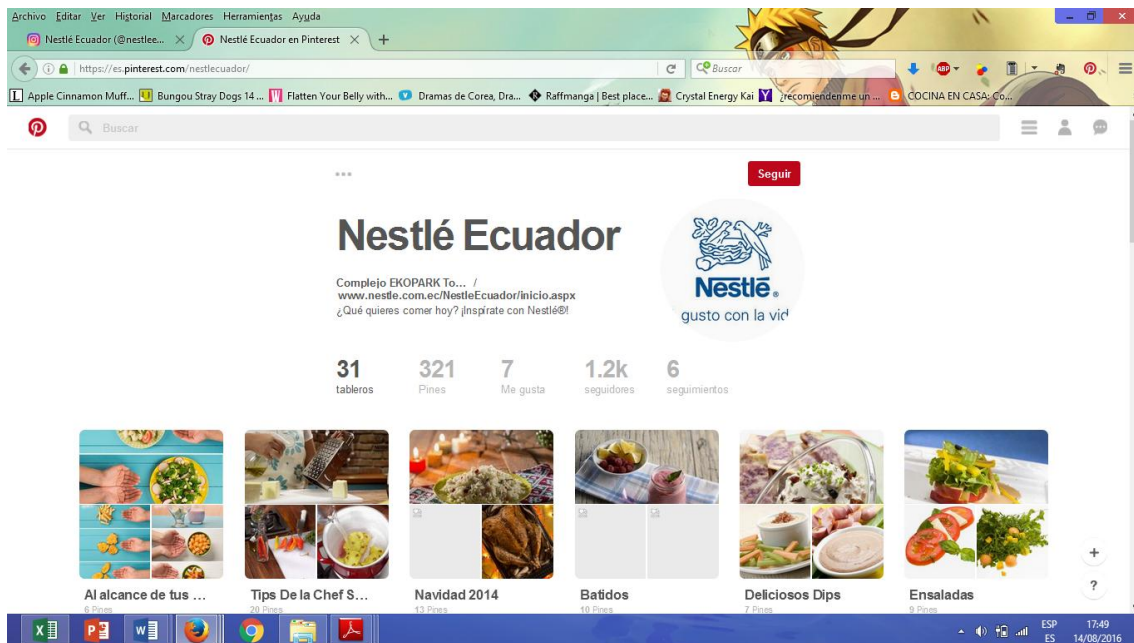 Archivo Editar Ver Historial Marcadores Herramientas Ayuda
Nestlé Ecuador (@nestlee... Nestlé Ecuador en Pinterest
https://es.pinterest.com/nestlecuador/ Buscar
Apple Cinnamon Muff... Bungou Stray Dogs 14 ... Flatten Your Belly with... Dramas de Corea, Dra... Raffmanga | Best place... Crystal Energy Kai ¿recomiendenme un ... COCINA EN CASA: Co...
Buscar
Seguir
Nestlé Ecuador
Complejo EKOPARK To... /
www.nestle.com.ec/NestleEcuador/inicio.aspx
¿Qué quieres comer hoy? ¡Inspírate con Nestlé®!
Nestlé®
gusto con la vid
31 321 7 1.2k 6
tableros Pines Me gusta seguidores seguimientos
Al alcance de tus ... Tips De la Chef S... Navidad 2014 Batidos Deliciosos Dips Ensaladas
6 Pines 20 Pines 13 Pines 10 Pines 7 Pines 9 Pines
ESP 17:49
ES 14/08/2016